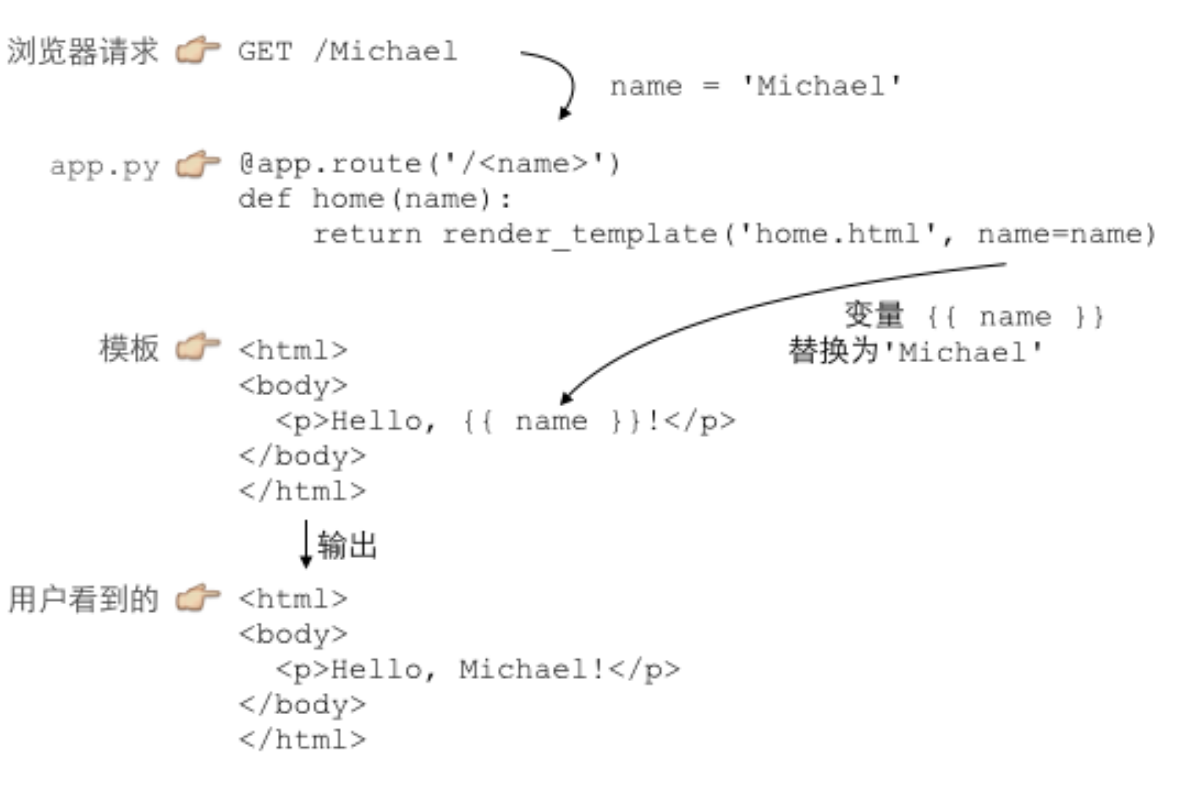 浏览器请求 👉 GET /Michael
name = 'Michael'
app.py 👉 @app.route('/<name>')
def home(name):
    return render_template('home.html', name=name)
变量 {{ name }}
替换为'Michael'
模板 👉 <html>
<body>
  <p>Hello, {{ name }}!</p>
</body>
</html>
输出
用户看到的 👉 <html>
<body>
  <p>Hello, Michael!</p>
</body>
</html>